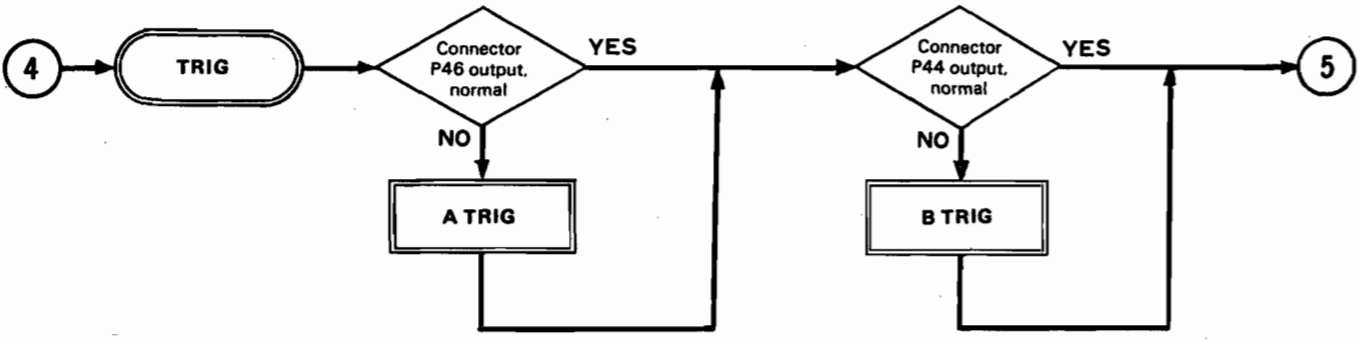 4
TRIG
Connector
P46 output,
normal
YES
NO
A TRIG
Connector
P44 output,
normal
YES
NO
B TRIG
5